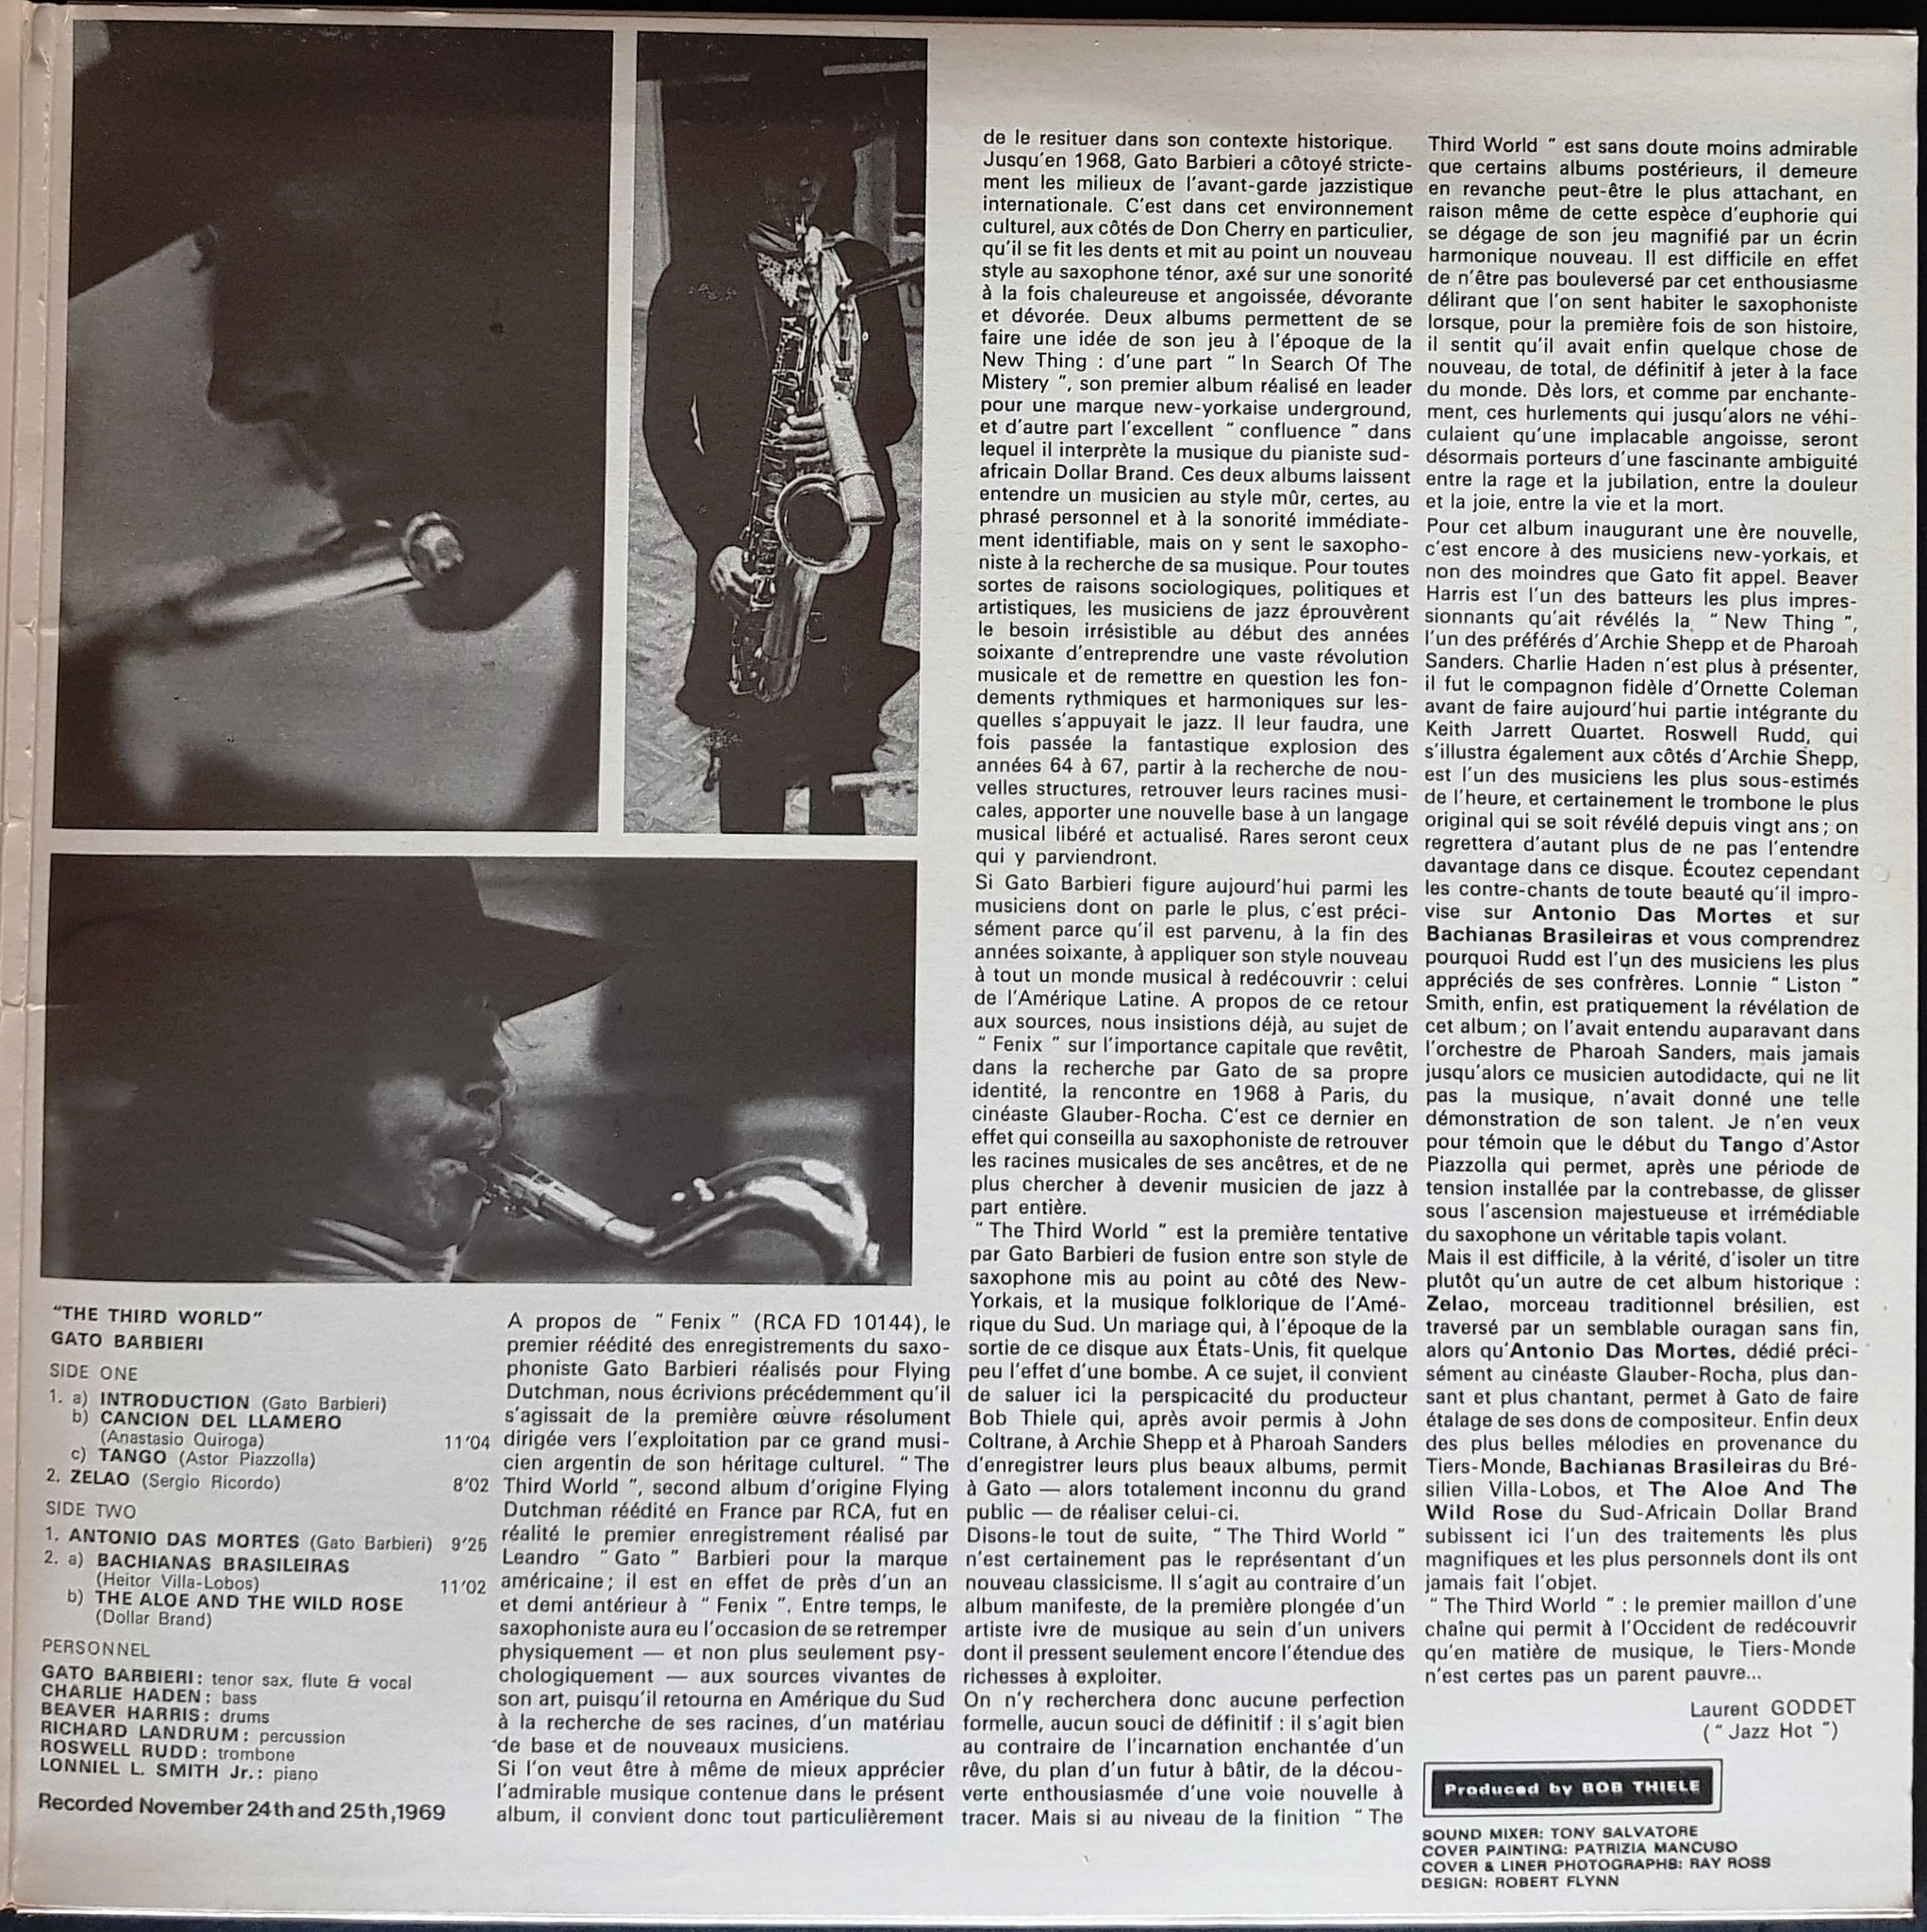 "THE THIRD WORLD"
GATO BARBIERI
SIDE ONE
1. a) INTRODUCTION (Gato Barbieri)
b) CANCION DEL LLAMERO
(Anastasio Quiroga) 11'04
c) TANGO (Astor Piazzolla)
2. ZELAO (Sergio Ricordo) 8'02
SIDE TWO
1. ANTONIO DAS MORTES (Gato Barbieri) 9'25
2. a) BACHIANAS BRASILEIRAS
(Heitor Villa-Lobos) 11'02
b) THE ALOE AND THE WILD ROSE
(Dollar Brand)
PERSONNEL
GATO BARBIERI: tenor sax, flute & vocal
CHARLIE HADEN: bass
BEAVER HARRIS: drums
RICHARD LANDRUM: percussion
ROSWELL RUDD: trombone
LONNIEL L. SMITH Jr.: piano
Recorded November 24th and 25th, 1969
A propos de " Fenix " (RCA FD 10144), le
premier réédité des enregistrements du saxo-
phoniste Gato Barbieri réalisés pour Flying
Dutchman, nous écrivions précédemment qu'il
s'agissait de la première œuvre résolument
dirigée vers l'exploitation par ce grand musi-
cien argentin de son héritage culturel. " The
Third World ", second album d'origine Flying
Dutchman réédité en France par RCA, fut en
réalité le premier enregistrement réalisé par
Leandro " Gato " Barbieri pour la marque
américaine; il est en effet de près d'un an
et demi antérieur à " Fenix ". Entre temps, le
saxophoniste aura eu l'occasion de se retremper
physiquement — et non plus seulement psy-
chologiquement — aux sources vivantes de
son art, puisqu'il retourna en Amérique du Sud
à la recherche de ses racines, d'un matériau
de base et de nouveaux musiciens.
Si l'on veut être à même de mieux apprécier
l'admirable musique contenue dans le présent
album, il convient donc tout particulièrement
de le resituer dans son contexte historique.
Jusqu'en 1968, Gato Barbieri a côtoyé stricte-
ment les milieux de l'avant-garde jazzistique
internationale. C'est dans cet environnement
culturel, aux côtés de Don Cherry en particulier,
qu'il se fit les dents et mit au point un nouveau
style au saxophone ténor, axé sur une sonorité
à la fois chaleureuse et angoissée, dévorante
et dévorée. Deux albums permettent de se
faire une idée de son jeu à l'époque de la
New Thing : d'une part " In Search Of The
Mistery ", son premier album réalisé en leader
pour une marque new-yorkaise underground,
et d'autre part l'excellent " confluence " dans
lequel il interprète la musique du pianiste sud-
africain Dollar Brand. Ces deux albums laissent
entendre un musicien au style mûr, certes, au
phrasé personnel et à la sonorité immédiate-
ment identifiable, mais on y sent le saxopho-
niste à la recherche de sa musique. Pour toutes
sortes de raisons sociologiques, politiques et
artistiques, les musiciens de jazz éprouvèrent
le besoin irrésistible au début des années
soixante d'entreprendre une vaste révolution
musicale et de remettre en question les fon-
dements rythmiques et harmoniques sur les-
quelles s'appuyait le jazz. Il leur faudra, une
fois passée la fantastique explosion des
années 64 à 67, partir à la recherche de nou-
velles structures, retrouver leurs racines musi-
cales, apporter une nouvelle base à un langage
musical libéré et actualisé. Rares seront ceux
qui y parviendront.
Si Gato Barbieri figure aujourd'hui parmi les
musiciens dont on parle le plus, c'est préci-
sément parce qu'il est parvenu, à la fin des
années soixante, à appliquer son style nouveau
à tout un monde musical à redécouvrir : celui
de l'Amérique Latine. A propos de ce retour
aux sources, nous insistions déjà, au sujet de
" Fenix " sur l'importance capitale que revêtit,
dans la recherche par Gato de sa propre
identité, la rencontre en 1968 à Paris, du
cinéaste Glauber-Rocha. C'est ce dernier en
effet qui conseilla au saxophoniste de retrouver
les racines musicales de ses ancêtres, et de ne
plus chercher à devenir musicien de jazz à
part entière.
" The Third World " est la première tentative
par Gato Barbieri de fusion entre son style de
saxophone mis au point au côté des New-
Yorkais, et la musique folklorique de l'Amé-
rique du Sud. Un mariage qui, à l'époque de la
sortie de ce disque aux États-Unis, fit quelque
peu l'effet d'une bombe. A ce sujet, il convient
de saluer ici la perspicacité du producteur
Bob Thiele qui, après avoir permis à John
Coltrane, à Archie Shepp et à Pharoah Sanders
d'enregistrer leurs plus beaux albums, permit
à Gato — alors totalement inconnu du grand
public — de réaliser celui-ci.
Disons-le tout de suite, " The Third World "
n'est certainement pas le représentant d'un
nouveau classicisme. Il s'agit au contraire d'un
album manifeste, de la première plongée d'un
artiste ivre de musique au sein d'un univers
dont il pressent seulement encore l'étendue des
richesses à exploiter.
On n'y recherchera donc aucune perfection
formelle, aucun souci de définitif : il s'agit bien
au contraire de l'incarnation enchantée d'un
rêve, du plan d'un futur à bâtir, de la décou-
verte enthousiasmée d'une voie nouvelle à
tracer. Mais si au niveau de la finition " The
Third World " est sans doute moins admirable
que certains albums postérieurs, il demeure
en revanche peut-être le plus attachant, en
raison même de cette espèce d'euphorie qui
se dégage de son jeu magnifié par un écrin
harmonique nouveau. Il est difficile en effet
de n'être pas bouleversé par cet enthousiasme
délirant que l'on sent habiter le saxophoniste
lorsque, pour la première fois de son histoire,
il sentit qu'il avait enfin quelque chose de
nouveau, de total, de définitif à jeter à la face
du monde. Dès lors, et comme par enchante-
ment, ces hurlements qui jusqu'alors ne véhi-
culaient qu'une implacable angoisse, seront
désormais porteurs d'une fascinante ambiguité
entre la rage et la jubilation, entre la douleur
et la joie, entre la vie et la mort.
Pour cet album inaugurant une ère nouvelle,
c'est encore à des musiciens new-yorkais, et
non des moindres que Gato fit appel. Beaver
Harris est l'un des batteurs les plus impres-
sionnants qu'ait révélés la " New Thing ",
l'un des préférés d'Archie Shepp et de Pharoah
Sanders. Charlie Haden n'est plus à présenter,
il fut le compagnon fidèle d'Ornette Coleman
avant de faire aujourd'hui partie intégrante du
Keith Jarrett Quartet. Roswell Rudd, qui
s'illustra également aux côtés d'Archie Shepp,
est l'un des musiciens les plus sous-estimés
de l'heure, et certainement le trombone le plus
original qui se soit révélé depuis vingt ans; on
regrettera d'autant plus de ne pas l'entendre
davantage dans ce disque. Écoutez cependant
les contre-chants de toute beauté qu'il impro-
vise sur Antonio Das Mortes et sur
Bachianas Brasileiras et vous comprendrez
pourquoi Rudd est l'un des musiciens les plus
appréciés de ses confrères. Lonnie " Liston "
Smith, enfin, est pratiquement la révélation de
cet album; on l'avait entendu auparavant dans
l'orchestre de Pharoah Sanders, mais jamais
jusqu'alors ce musicien autodidacte, qui ne lit
pas la musique, n'avait donné une telle
démonstration de son talent. Je n'en veux
pour témoin que le début du Tango d'Astor
Piazzolla qui permet, après une période de
tension installée par la contrebasse, de glisser
sous l'ascension majestueuse et irrémédiable
du saxophone un véritable tapis volant.
Mais il est difficile, à la vérité, d'isoler un titre
plutôt qu'un autre de cet album historique :
Zelao, morceau traditionnel brésilien, est
traversé par un semblable ouragan sans fin,
alors qu'Antonio Das Mortes, dédié préci-
sément au cinéaste Glauber-Rocha, plus dan-
sant et plus chantant, permet à Gato de faire
étalage de ses dons de compositeur. Enfin deux
des plus belles mélodies en provenance du
Tiers-Monde, Bachianas Brasileiras du Bré-
silien Villa-Lobos, et The Aloe And The
Wild Rose du Sud-Africain Dollar Brand
subissent ici l'un des traitements les plus
magnifiques et les plus personnels dont ils ont
jamais fait l'objet.
" The Third World " : le premier maillon d'une
chaîne qui permit à l'Occident de redécouvrir
qu'en matière de musique, le Tiers-Monde
n'est certes pas un parent pauvre...
Laurent GODDET
(" Jazz Hot ")
Produced by BOB THIELE
SOUND MIXER: TONY SALVATORE
COVER PAINTING: PATRIZIA MANCUSO
COVER & LINER PHOTOGRAPHS: RAY ROSS
DESIGN: ROBERT FLYNN